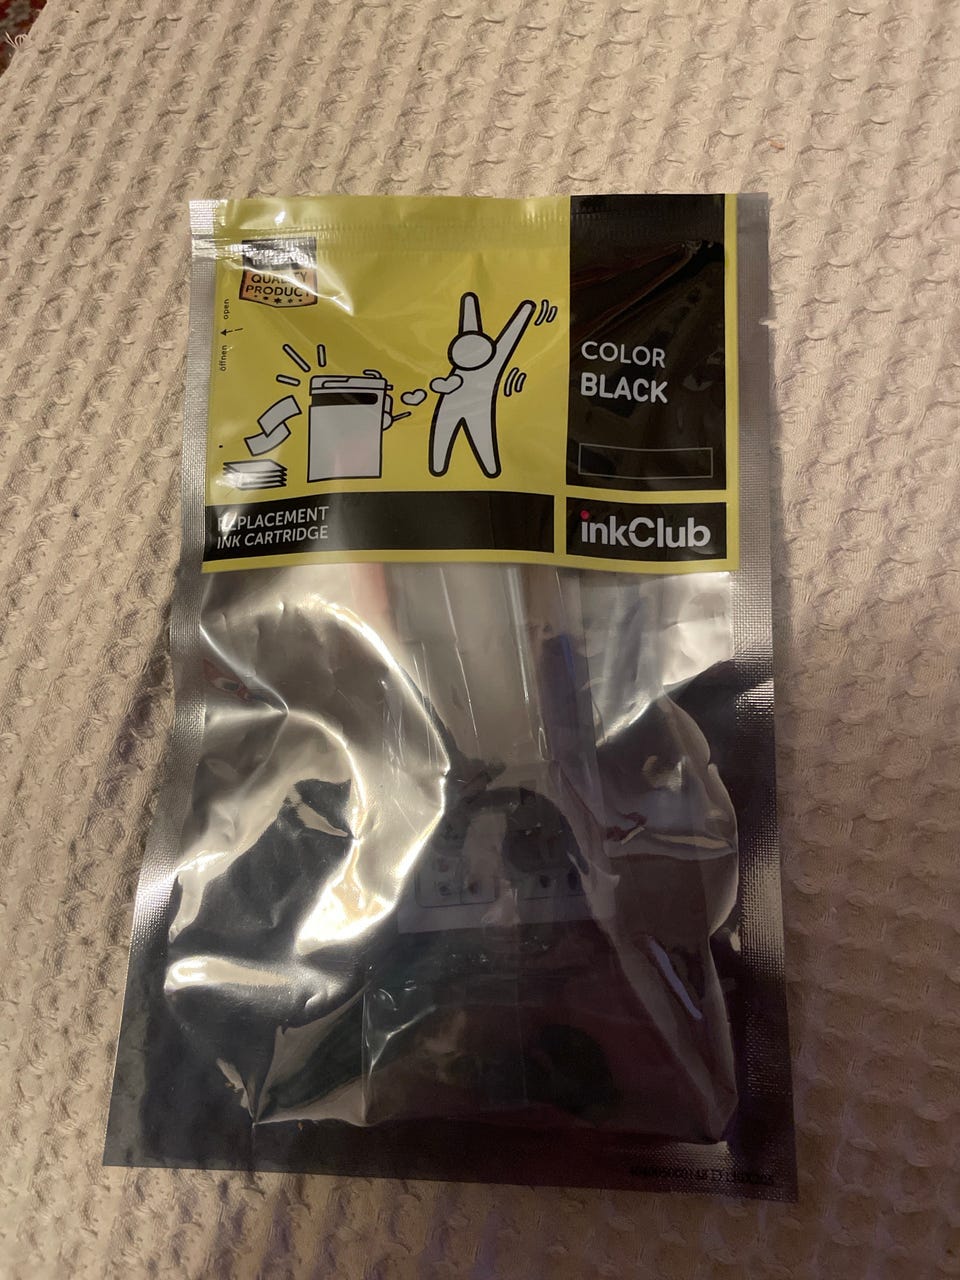 QUALITY
PRODUCT
open
öffnen
COLOR
BLACK
REPLACEMENT
INK CARTRIDGE
inkClub